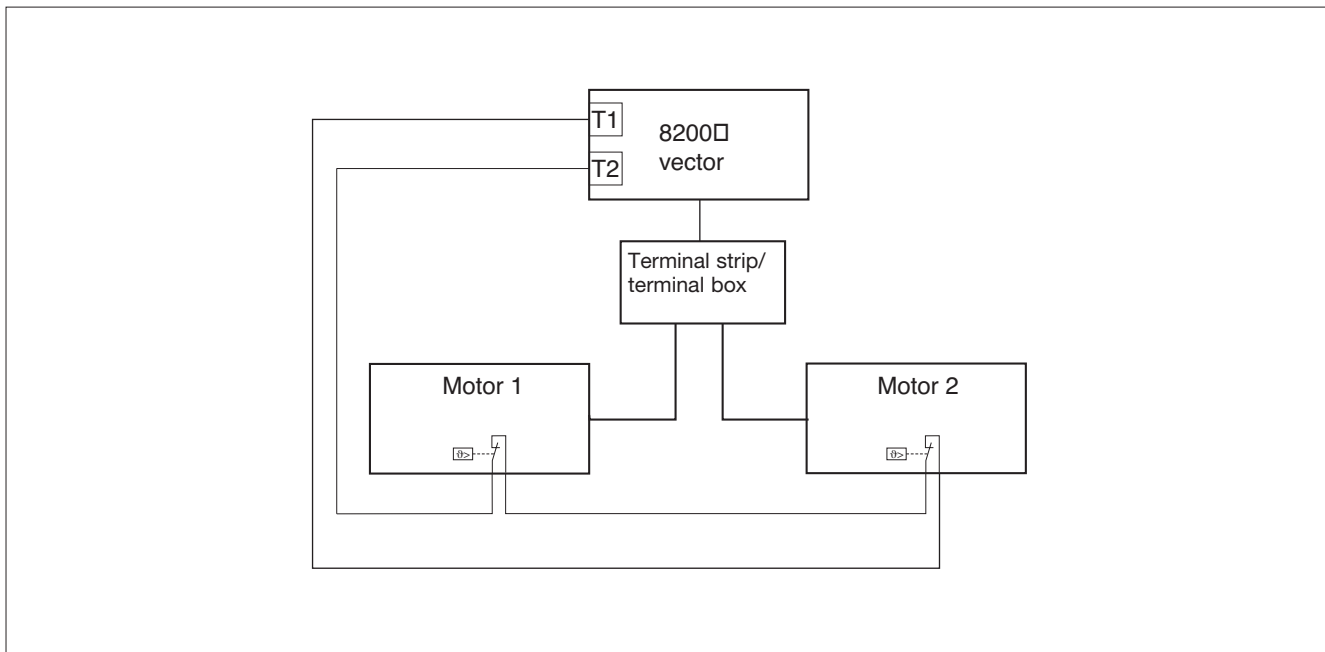 T1
8200□
vector
T2
Terminal strip/
terminal box
Motor 1
Motor 2
ϑ>
ϑ>